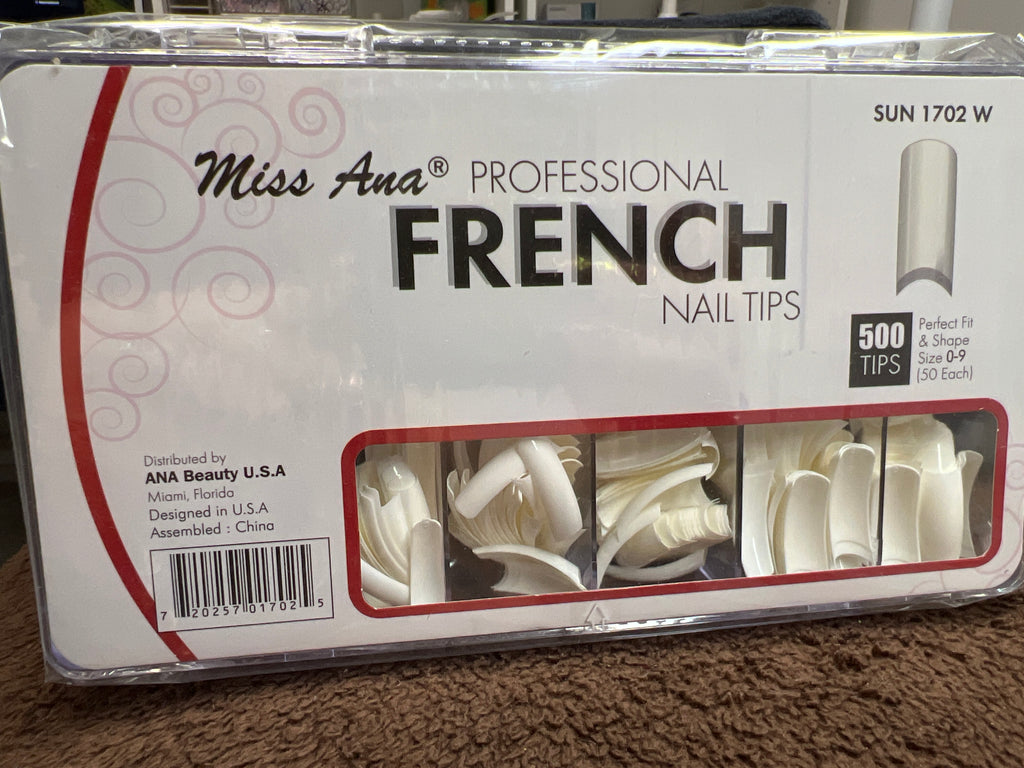 SUN 1702 W
Miss Ana® PROFESSIONAL
FRENCH
NAIL TIPS
500
TIPS
Perfect Fit
& Shape
Size 0-9
(50 Each)
Distributed by
ANA Beauty U.S.A
Miami, Florida
Designed in U.S.A
Assembled : China
7 20257 01702 5